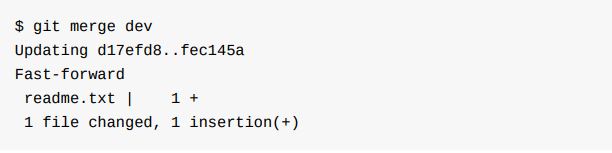 $ git merge dev
Updating d17efd8..fec145a
Fast-forward
 readme.txt |    1 +
 1 file changed, 1 insertion(+)